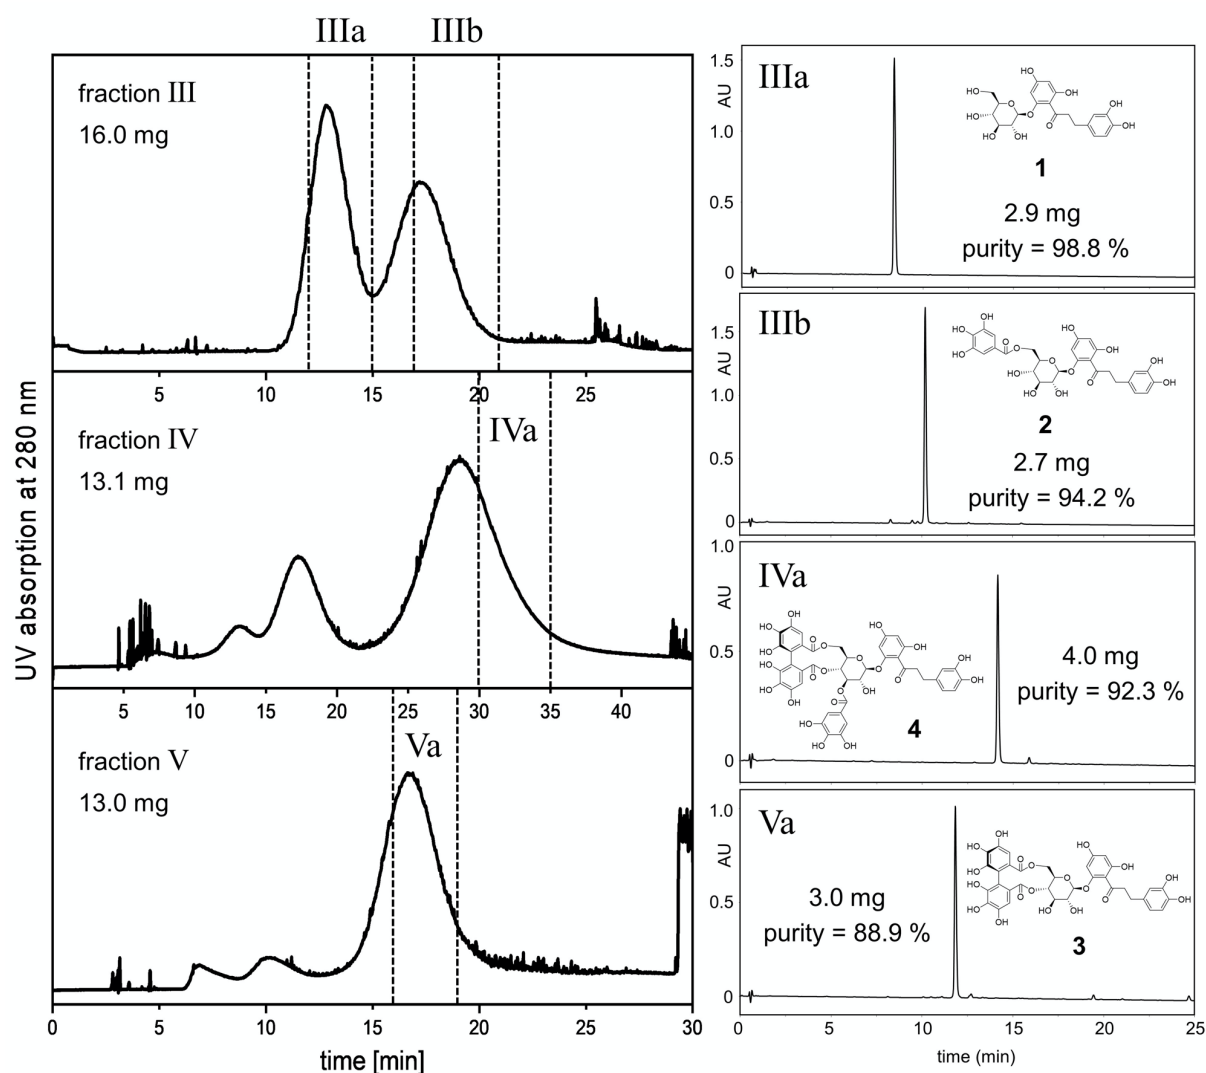 IIIa IIIb
fraction III
16.0 mg
5 10 15 20 25
fraction IV
13.1 mg
IVa
5 10 15 20 25 30 35 40
fraction V
13.0 mg
Va
0 5 10 15 20 25 30
time [min]
UV absorption at 280 nm
IIIa
1
2.9 mg
purity = 98.8 %
AU
1.5
1.0
0.5
0
IIIb
2
2.7 mg
purity = 94.2 %
AU
1.5
1.0
0.5
0
IVa
4
4.0 mg
purity = 92.3 %
AU
1.0
0.5
0
Va
3
3.0 mg
purity = 88.9 %
AU
1.0
0.5
0
0 5 10 15 20 25
time (min)